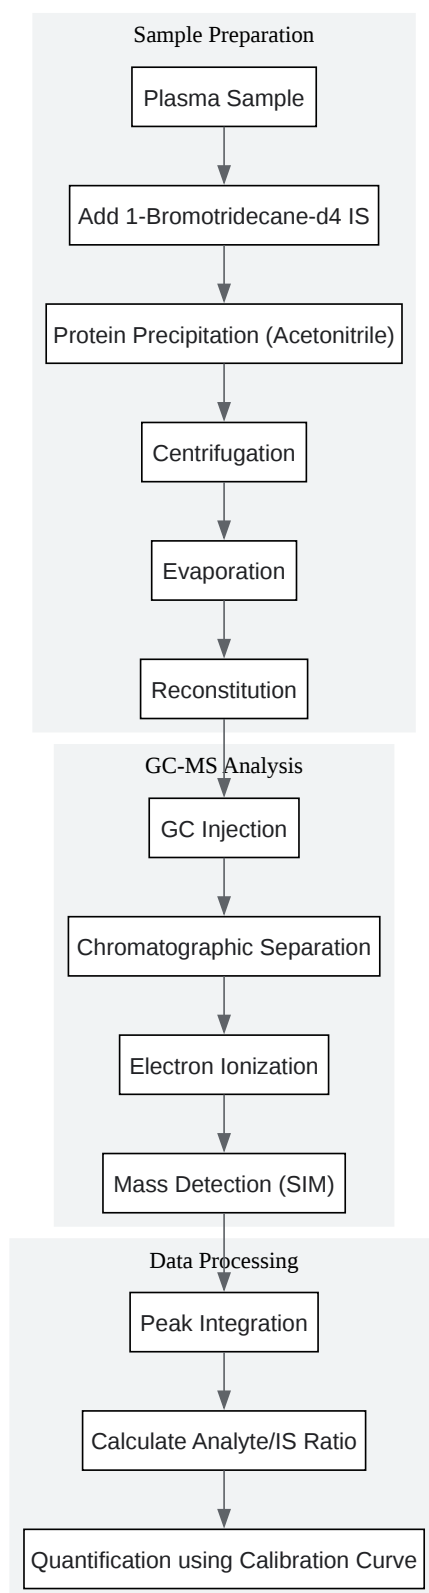 Sample Preparation
Plasma Sample
Add 1-Bromotridecane-d4 IS
Protein Precipitation (Acetonitrile)
Centrifugation
Evaporation
Reconstitution
GC-MS Analysis
GC Injection
Chromatographic Separation
Electron Ionization
Mass Detection (SIM)
Data Processing
Peak Integration
Calculate Analyte/IS Ratio
Quantification using Calibration Curve